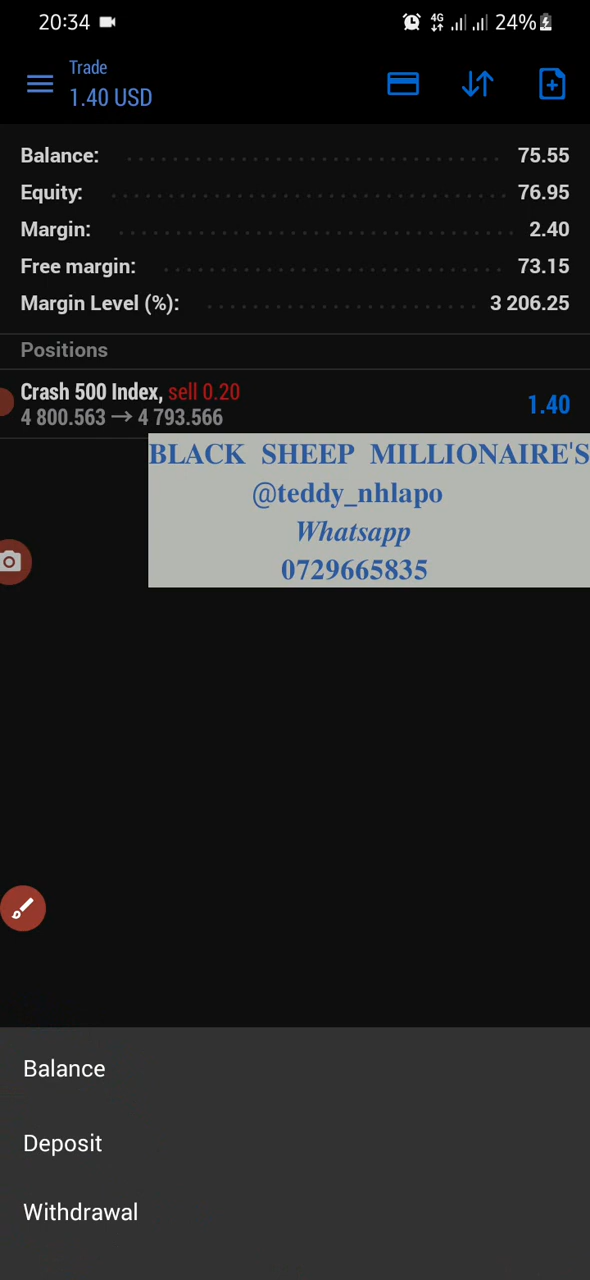 20:34 4G 24%
Trade
1.40 USD
Balance: 75.55
Equity: 76.95
Margin: 2.40
Free margin: 73.15
Margin Level (%): 3 206.25
Positions
Crash 500 Index, sell 0.20
4 800.563 → 4 793.566 1.40
BLACK SHEEP MILLIONAIRE'S
@teddy_nhlapo
Whatsapp
0729665835
Balance
Deposit
Withdrawal